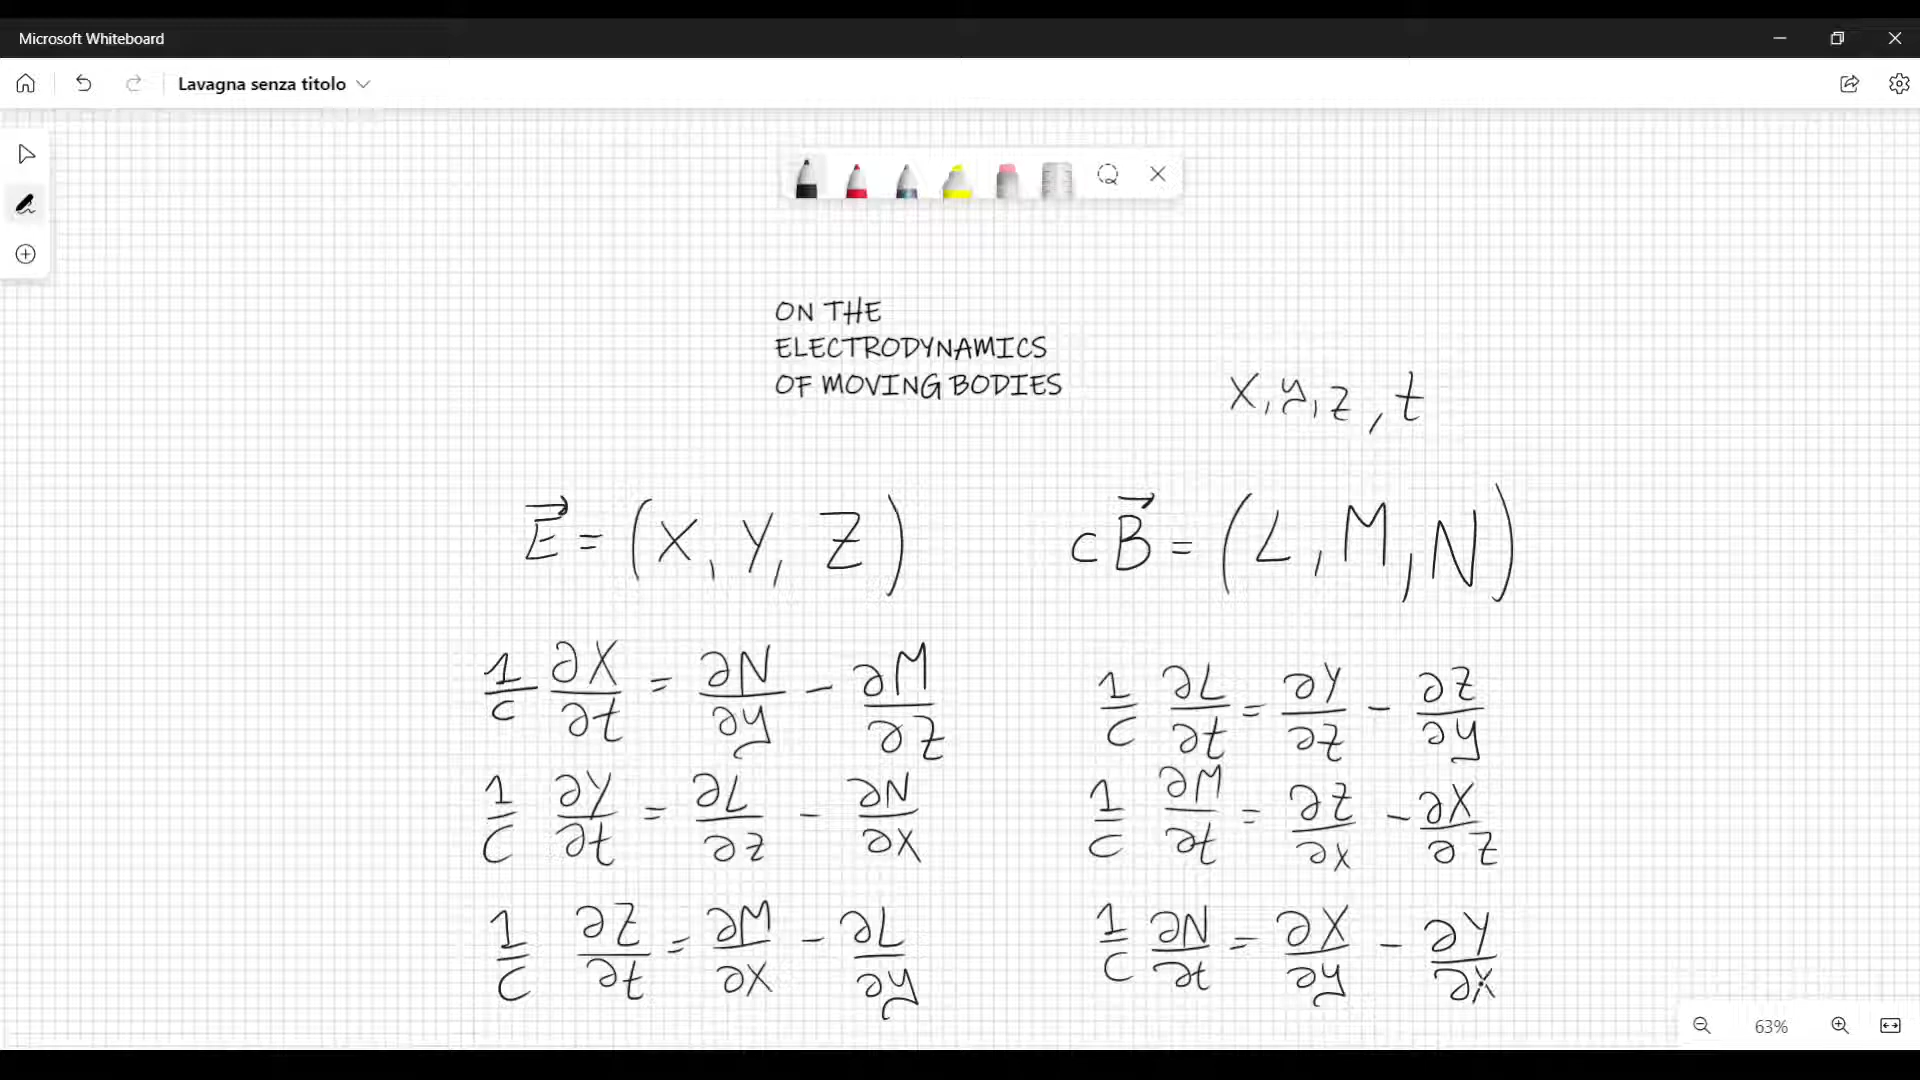 Microsoft Whiteboard
Lavagna senza titolo
ON THE
ELECTRODYNAMICS
OF MOVING BODIES
x, y, z, t
E⃗ = (X, Y, Z)
cB⃗ = (L, M, N)
1/c ∂X/∂t = ∂N/∂y - ∂M/∂z
1/c ∂Y/∂t = ∂L/∂z - ∂N/∂x
1/c ∂Z/∂t = ∂M/∂x - ∂L/∂y
1/c ∂L/∂t = ∂Y/∂z - ∂Z/∂y
1/c ∂M/∂t = ∂Z/∂x - ∂X/∂z
1/c ∂N/∂t = ∂X/∂y - ∂Y/∂x
63%